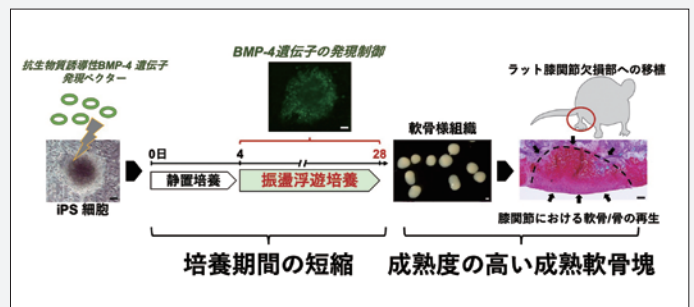 抗生物質誘導性BMP-4 遺伝子
発現ベクター
iPS 細胞
BMP-4遺伝子の発現制御
0日
4
28
静置培養
振盪浮遊培養
培養期間の短縮
軟骨様組織
ラット膝関節欠損部への移植
膝関節における軟骨/骨の再生
成熟度の高い成熟軟骨塊